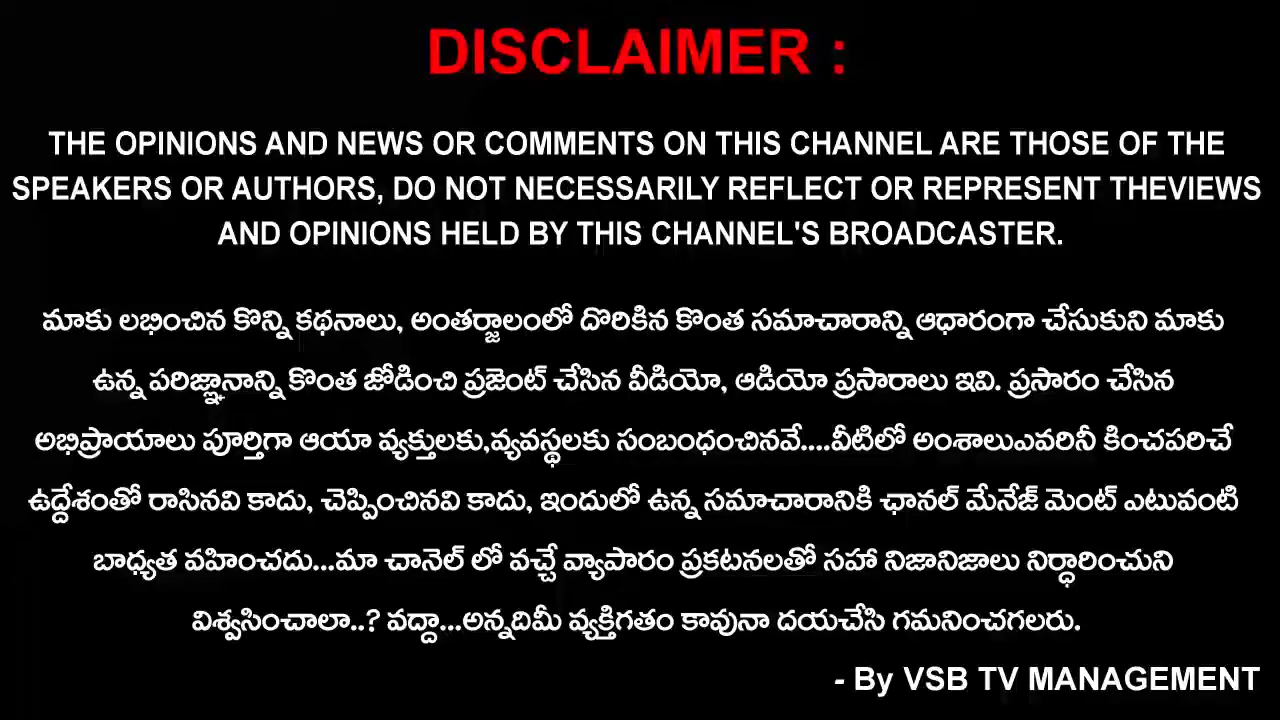 DISCLAIMER :
THE OPINIONS AND NEWS OR COMMENTS ON THIS CHANNEL ARE THOSE OF THE
SPEAKERS OR AUTHORS, DO NOT NECESSARILY REFLECT OR REPRESENT THEVIEWS
AND OPINIONS HELD BY THIS CHANNEL'S BROADCASTER.
మాకు లభించిన కొన్ని కథనాలు, అంతర్జాలంలో దొరికిన కొంత సమాచారాన్ని ఆధారంగా చేసుకుని మాకు
ఉన్న పరిజ్ఞానాన్ని కొంత జోడించి ప్రజెంట్ చేసిన వీడియో, ఆడియో ప్రసారాలు ఇవి. ప్రసారం చేసిన
అభిప్రాయాలు పూర్తిగా ఆయా వ్యక్తులకు,వ్యవస్థలకు సంబంధంచినవే....వీటిలో అంశాలుఎవరినీ కించపరిచే
ఉద్దేశంతో రాసినవి కాదు, చెప్పించినవి కాదు, ఇందులో ఉన్న సమాచారానికి ఛానల్ మేనేజ్ మెంట్ ఎటువంటి
బాధ్యత వహించదు...మా చానెల్ లో వచ్చే వ్యాపారం ప్రకటనలతో సహా నిజానిజాలు నిర్ధారించుని
విశ్వసించాలా..? వద్దా...అన్నదిమీ వ్యక్తిగతం కావునా దయచేసి గమనించగలరు.
- By VSB TV MANAGEMENT